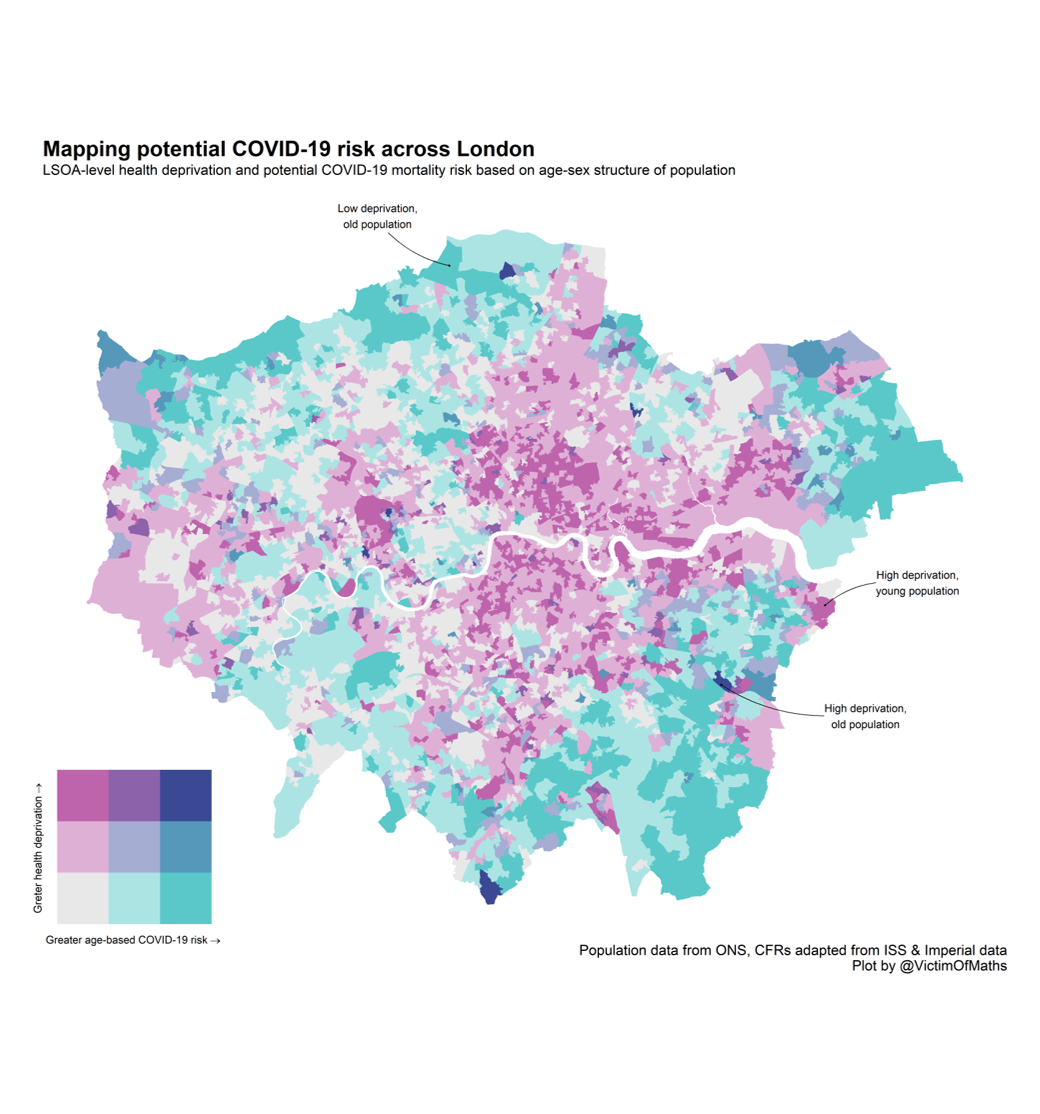 Mapping potential COVID-19 risk across London
LSOA-level health deprivation and potential COVID-19 mortality risk based on age-sex structure of population
Low deprivation,
old population
High deprivation,
young population
High deprivation,
old population
Greter health deprivation →
Greater age-based COVID-19 risk →
Population data from ONS, CFRs adapted from ISS & Imperial data
Plot by @VictimOfMaths